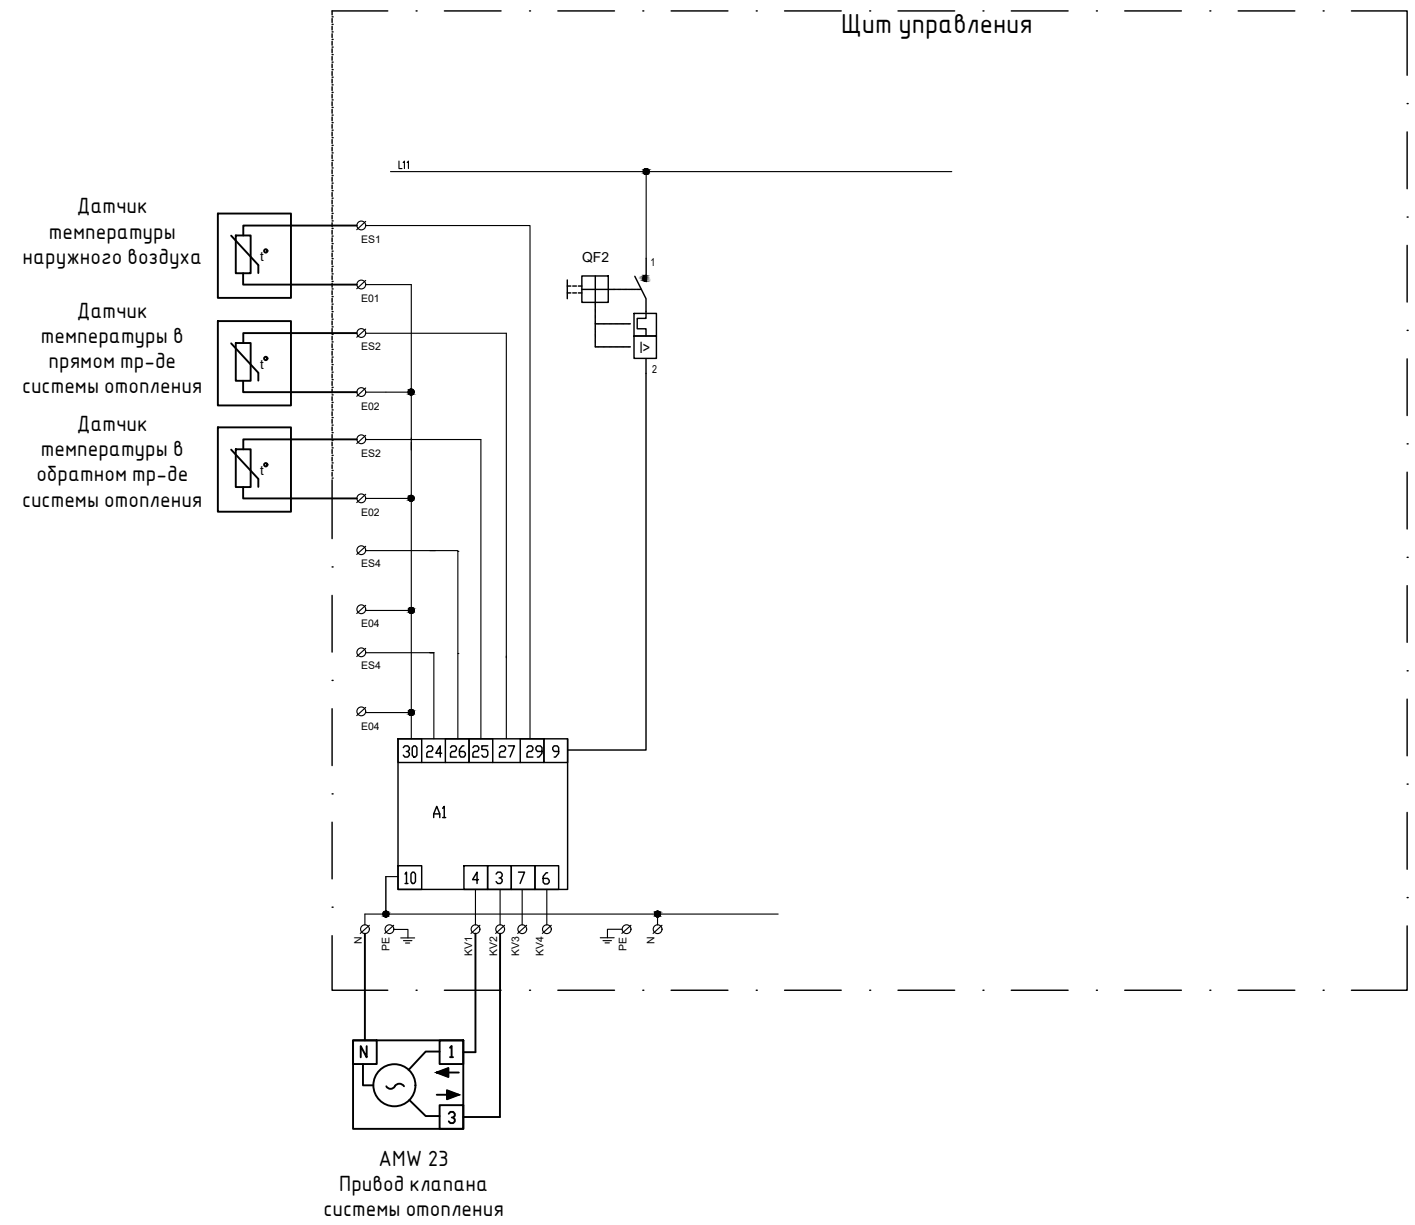 Щит управления
L11
Датчик
температуры
наружного воздуха
t°
ES1
E01
QF2
1
Датчик
температуры в
прямом тр-де
системы отопления
t°
ES2
E02
I>
2
Датчик
температуры в
обратном тр-де
системы отопления
t°
ES2
E02
ES4
E04
ES4
E04
30 24 26 25 27 29 9
A1
10 4 3 7 6
N PE KV1 KV2 KV3 KV4 PE N
N 1
3
AMW 23
Привод клапана
системы отопления